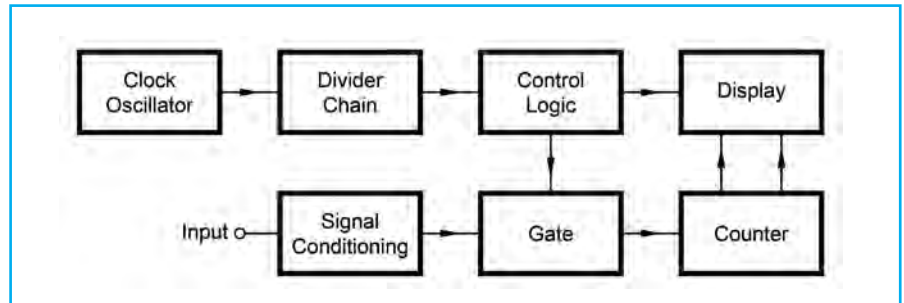 Clock
Oscillator
Divider
Chain
Control
Logic
Display
Input
Signal
Conditioning
Gate
Counter